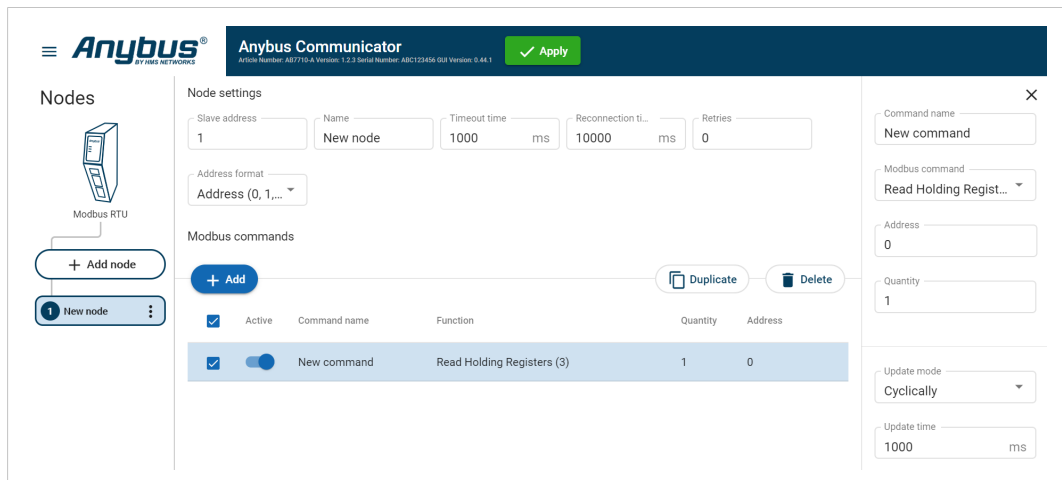 Anybus®
BY HMS NETWORKS
Anybus Communicator
Article Number: AB7710-A Version: 1.2.3 Serial Number: ABC123456 GUI Version: 0.44.1
Apply
Nodes
Modbus RTU
+ Add node
1 New node
Node settings
Slave address
1
Name
New node
Timeout time
1000 ms
Reconnection ti...
10000 ms
Retries
0
Address format
Address (0, 1,...
Modbus commands
+ Add
Duplicate
Delete
Active Command name Function Quantity Address
New command Read Holding Registers (3) 1 0
Command name
New command
Modbus command
Read Holding Regist...
Address
0
Quantity
1
Update mode
Cyclically
Update time
1000 ms